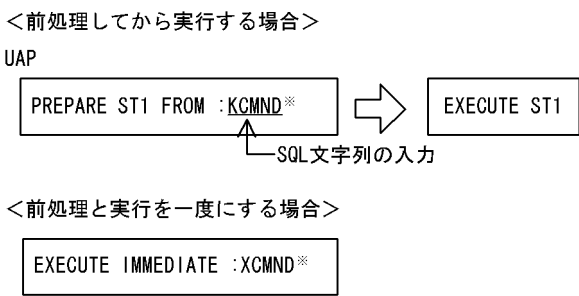 ＜前処理してから実行する場合＞
UAP
PREPARE ST1 FROM :KCMND※
EXECUTE ST1
SQL文字列の入力
＜前処理と実行を一度にする場合＞
EXECUTE IMMEDIATE :XCMND※